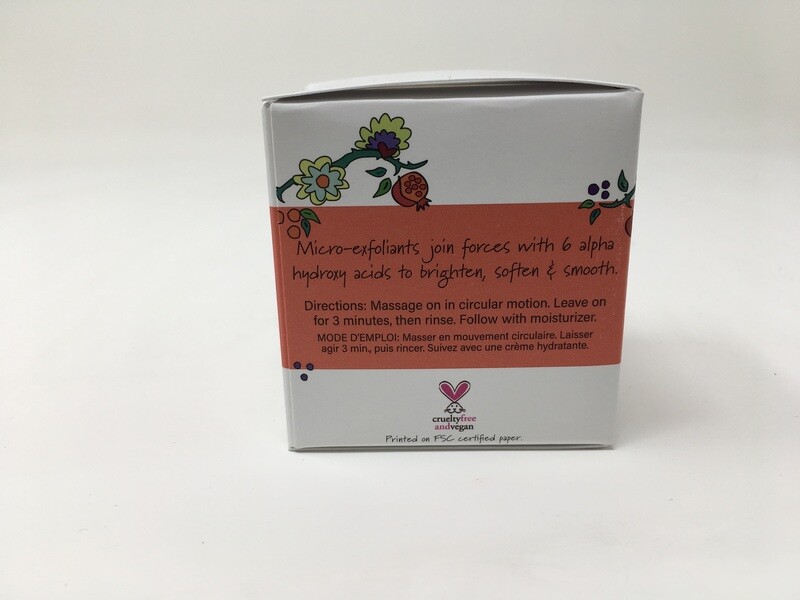 Micro-exfoliants join forces with 6 alpha
hydroxy acids to brighten, soften & smooth.
Directions: Massage on in circular motion. Leave on
for 3 minutes, then rinse. Follow with moisturizer.
MODE D'EMPLOI: Masser en mouvement circulaire. Laisser
agir 3 min., puis rincer. Suivez avec une crème hydratante.
crueltyfree
andvegan
Printed on FSC certified paper.